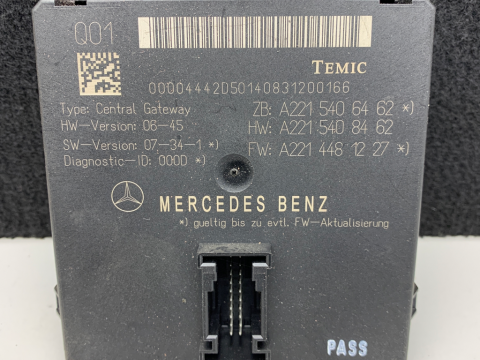 Q01
TEMIC
00004442D50140831200166
Type: Central Gateway
ZB: A221 540 64 62 *)
HW-Version: 06-45
HW: A221 540 84 62
SW-Version: 07-34-1 *)
FW: A221 448 12 27 *)
Diagnostic-ID: 000D *)
MERCEDES BENZ
*) gueltig bis zu evtl. FW-Aktualisierung
PASS